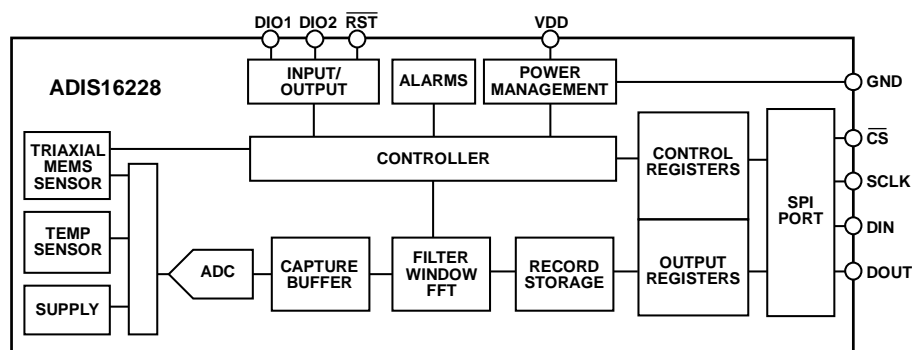 DIO1 DIO2 RST VDD
ADIS16228
INPUT/
OUTPUT
ALARMS
POWER
MANAGEMENT
GND
TRIAXIAL
MEMS
SENSOR
CONTROLLER
CONTROL
REGISTERS
CS
SCLK
TEMP
SENSOR
SPI
PORT
DIN
ADC
CAPTURE
BUFFER
FILTER
WINDOW
FFT
RECORD
STORAGE
OUTPUT
REGISTERS
DOUT
SUPPLY